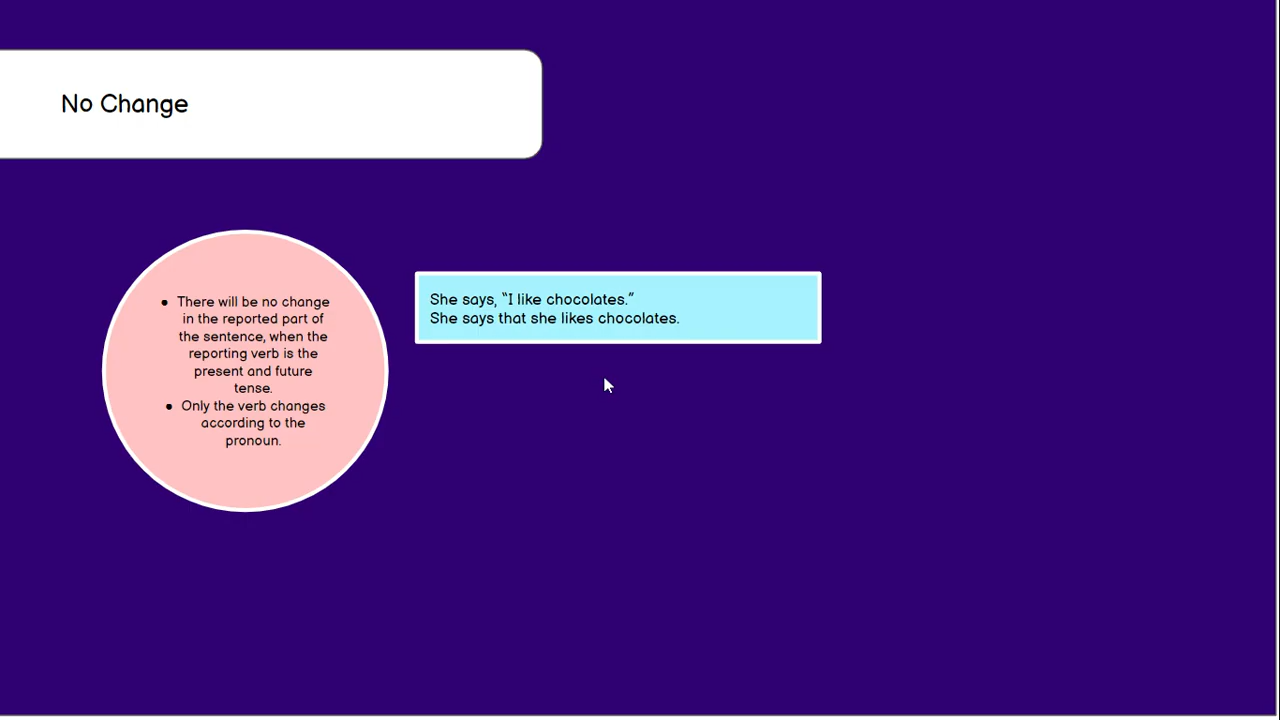 No Change
● There will be no change
in the reported part of
the sentence, when the
reporting verb is the
present and future
tense.
● Only the verb changes
according to the
pronoun.
She says, “I like chocolates.”
She says that she likes chocolates.